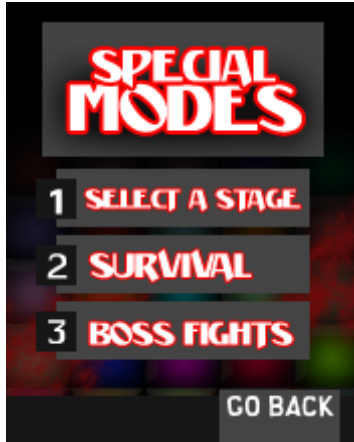 SPECIAL
MODES
1 SELECT A STAGE
2 SURVIVAL
3 BOSS FIGHTS
GO BACK